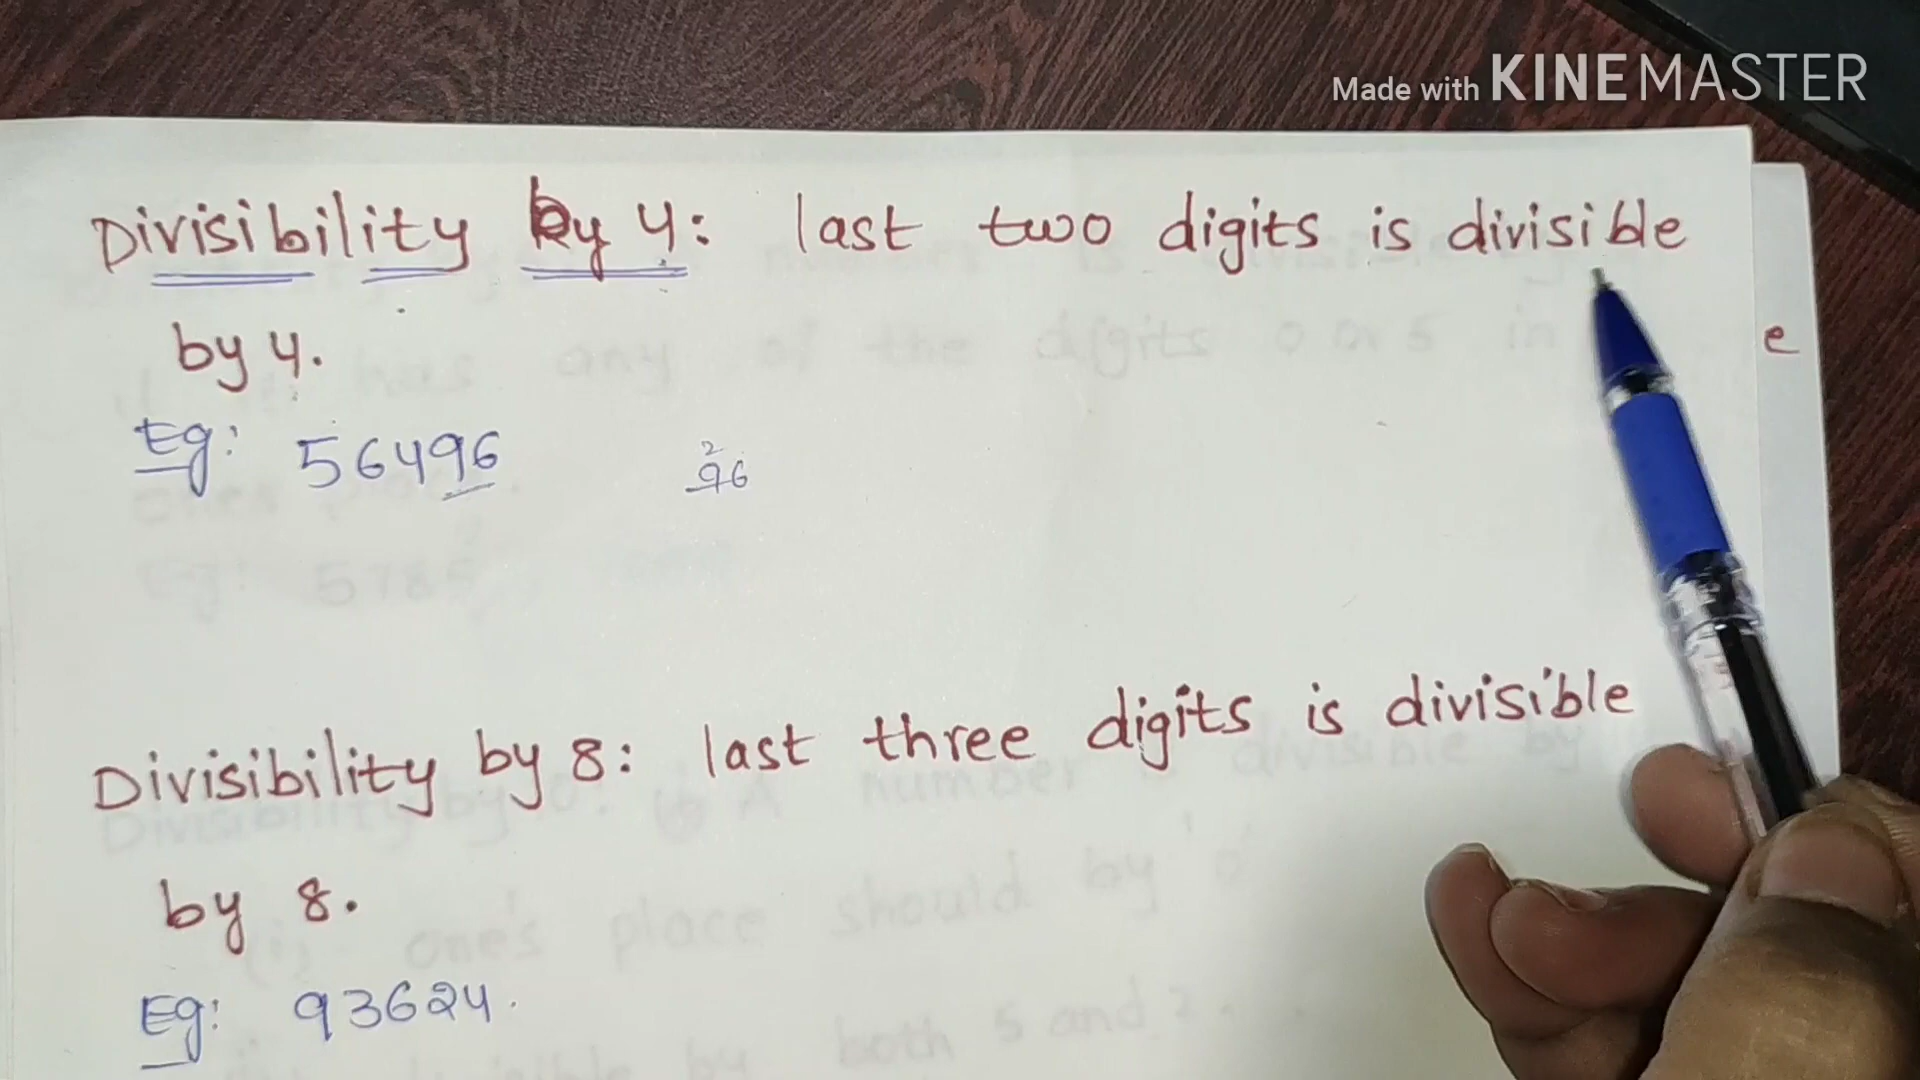 Made with KINEMASTER
Divisibility by 4: last two digits is divisible
by 4.
e
Eg: 56496
2
96
Divisibility by 8: last three digits is divisible
by 8.
Eg: 93624.